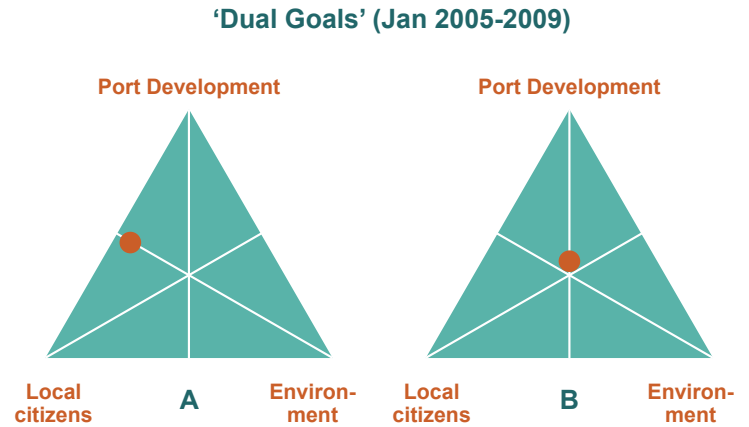 ‘Dual Goals’ (Jan 2005-2009)
Port Development
Local
citizens
A
Environ-
ment
Port Development
Local
citizens
B
Environ-
ment